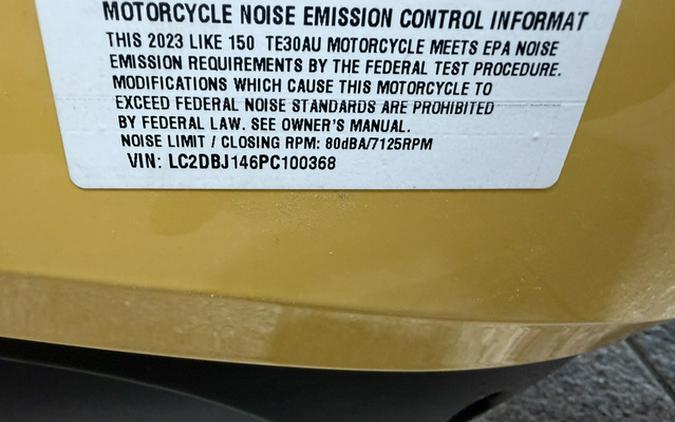 MOTORCYCLE NOISE EMISSION CONTROL INFORMAT
THIS 2023 LIKE 150 TE30AU MOTORCYCLE MEETS EPA NOISE
EMISSION REQUIREMENTS BY THE FEDERAL TEST PROCEDURE.
MODIFICATIONS WHICH CAUSE THIS MOTORCYCLE TO
EXCEED FEDERAL NOISE STANDARDS ARE PROHIBITED
BY FEDERAL LAW. SEE OWNER'S MANUAL.
NOISE LIMIT / CLOSING RPM: 80dBA/7125RPM
VIN: LC2DBJ146PC100368